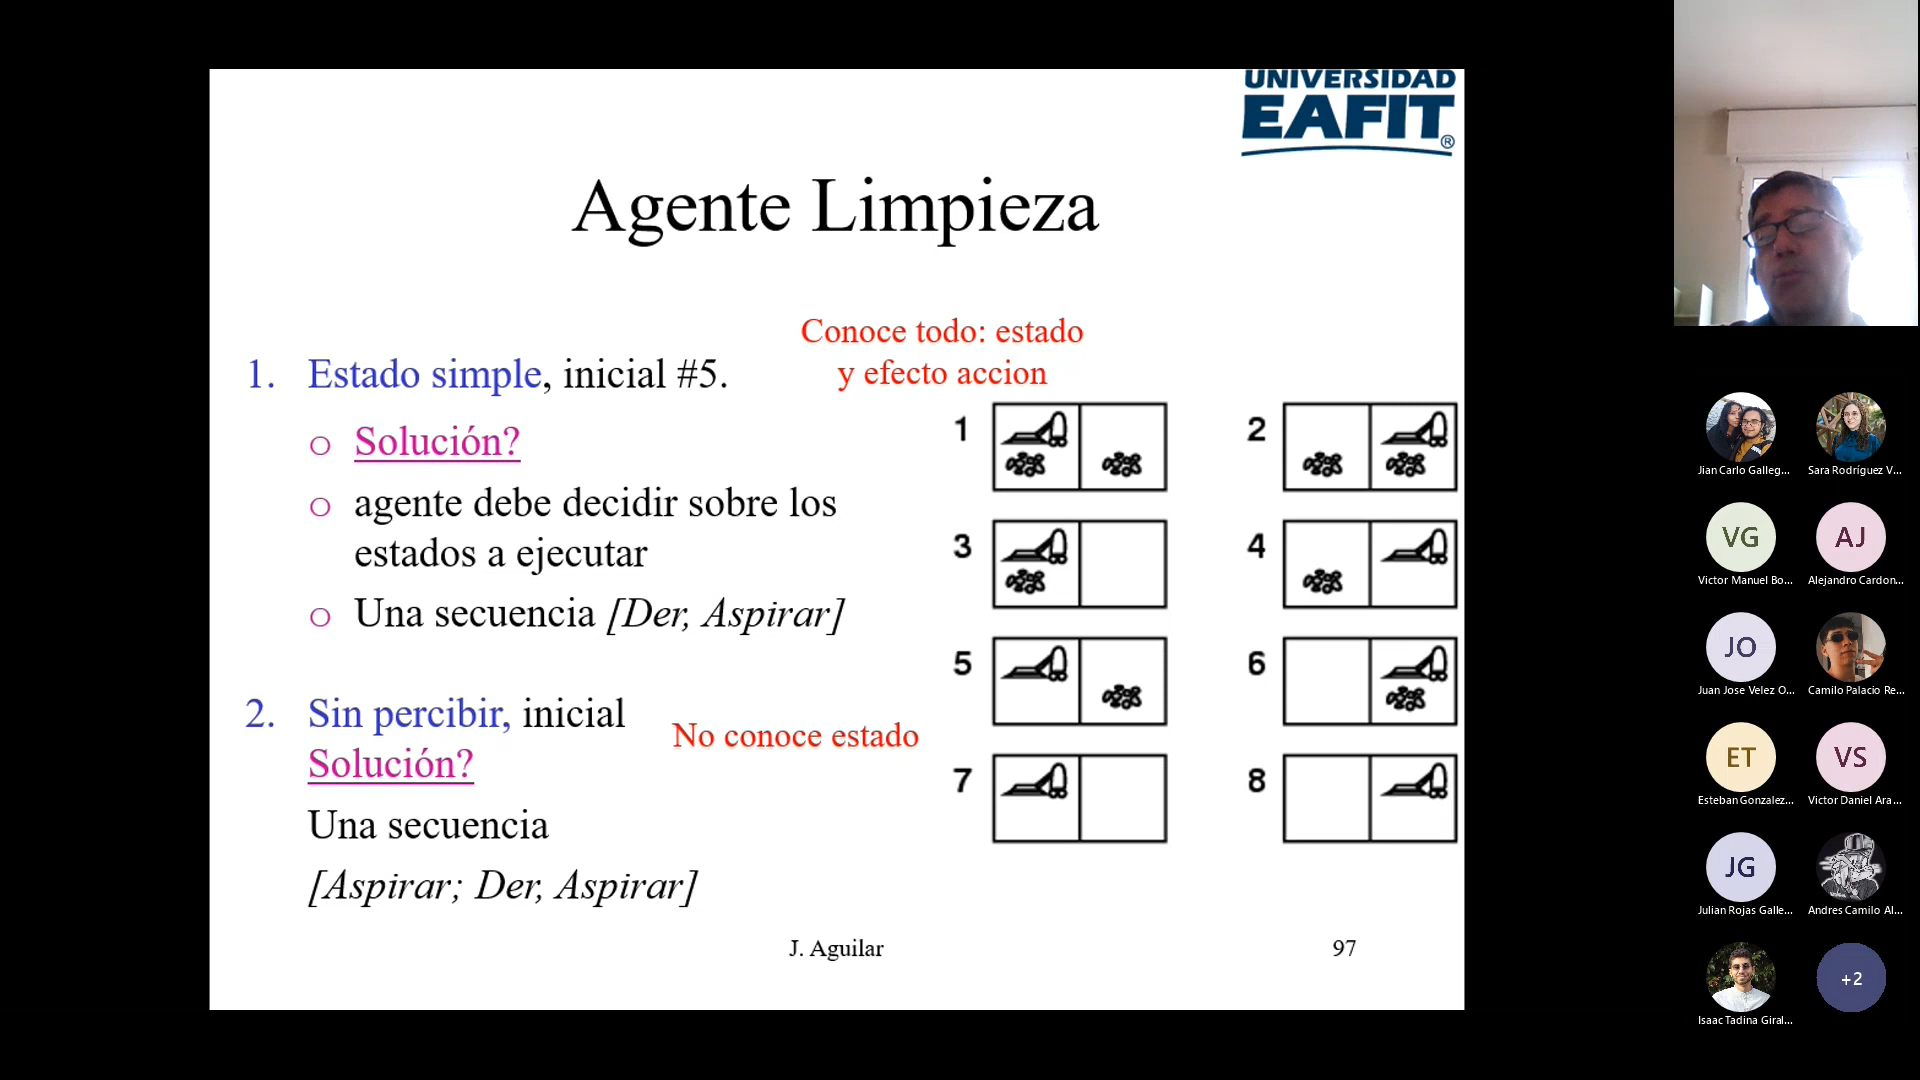 UNIVERSIDAD
EAFIT®
Agente Limpieza
Conoce todo: estado
y efecto accion
1. Estado simple, inicial #5.
o Solución?
o agente debe decidir sobre los
estados a ejecutar
o Una secuencia [Der, Aspirar]
2. Sin percibir, inicial
Solución?
No conoce estado
Una secuencia
[Aspirar; Der, Aspirar]
1
2
3
4
5
6
7
8
J. Aguilar
97
Jian Carlo Galleg...
Sara Rodríguez V...
VG
AJ
Victor Manuel Bo...
Alejandro Cardon...
JO
Juan Jose Velez O...
Camilo Palacio Re...
ET
VS
Esteban Gonzalez...
Victor Daniel Ara...
JG
Julian Rojas Galle...
Andres Camilo Al...
+2
Isaac Tadina Giral...